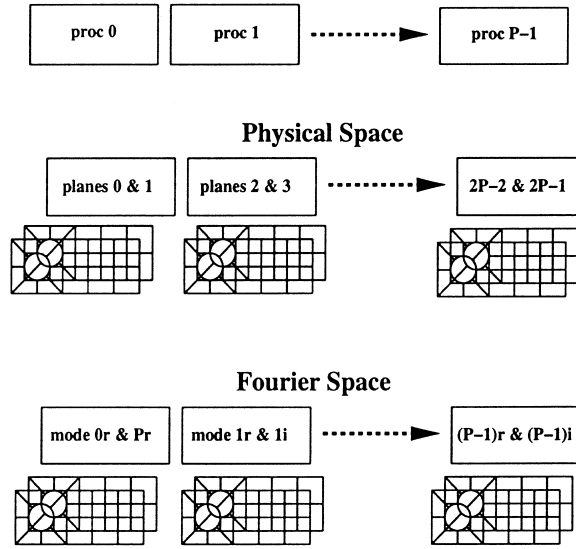 proc 0
proc 1
proc P−1
Physical Space
planes 0 & 1
planes 2 & 3
2P−2 & 2P−1
Fourier Space
mode 0r & Pr
mode 1r & 1i
(P−1)r & (P−1)i